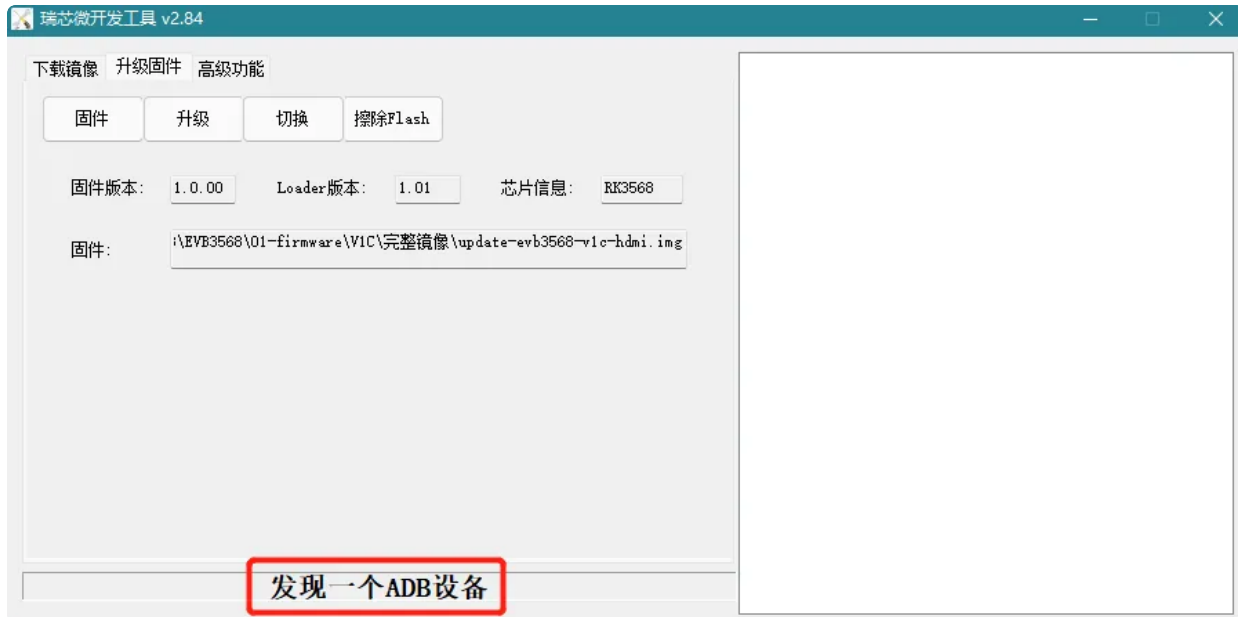 瑞芯微开发工具 v2.84
下载镜像 升级固件 高级功能
固件 升级 切换 擦除Flash
固件版本: 1.0.00 Loader版本: 1.01 芯片信息: RK3568
固件: \EVB3568\01-firmware\V1C\完整镜像\update-evb3568-v1c-hdmi.img
发现一个ADB设备